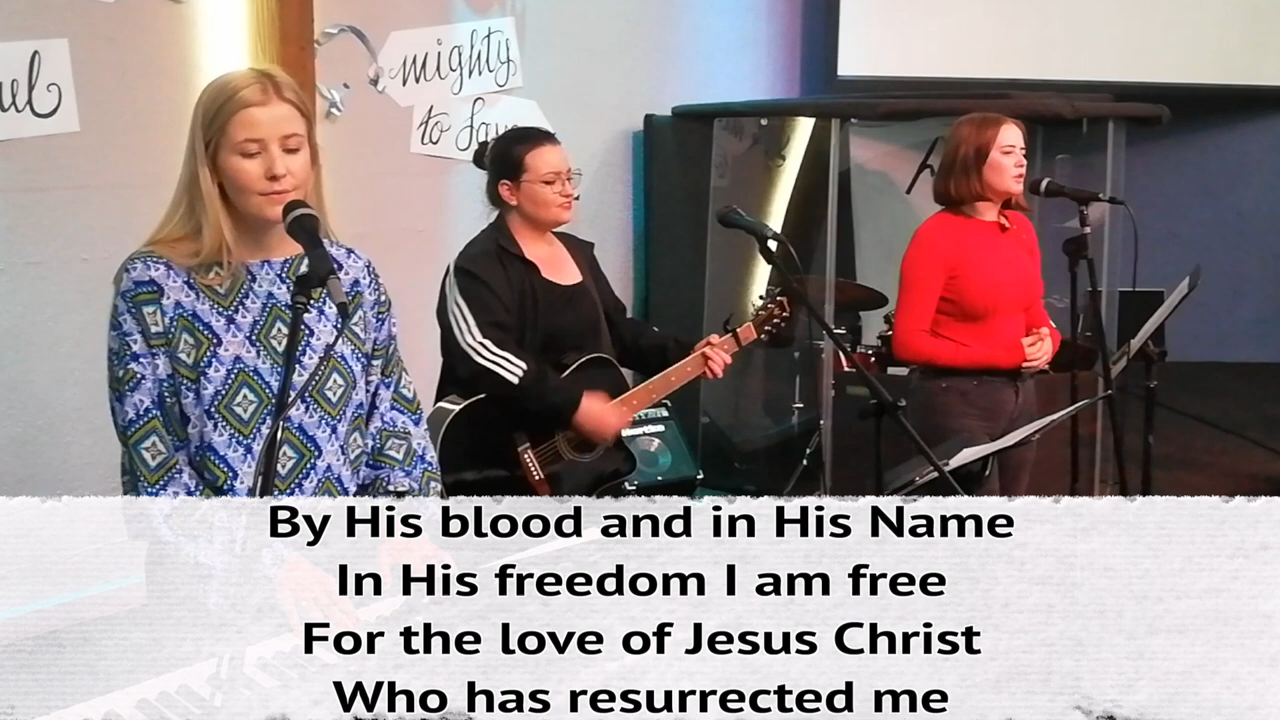 mighty
to Save
By His blood and in His Name
In His freedom I am free
For the love of Jesus Christ
Who has resurrected me